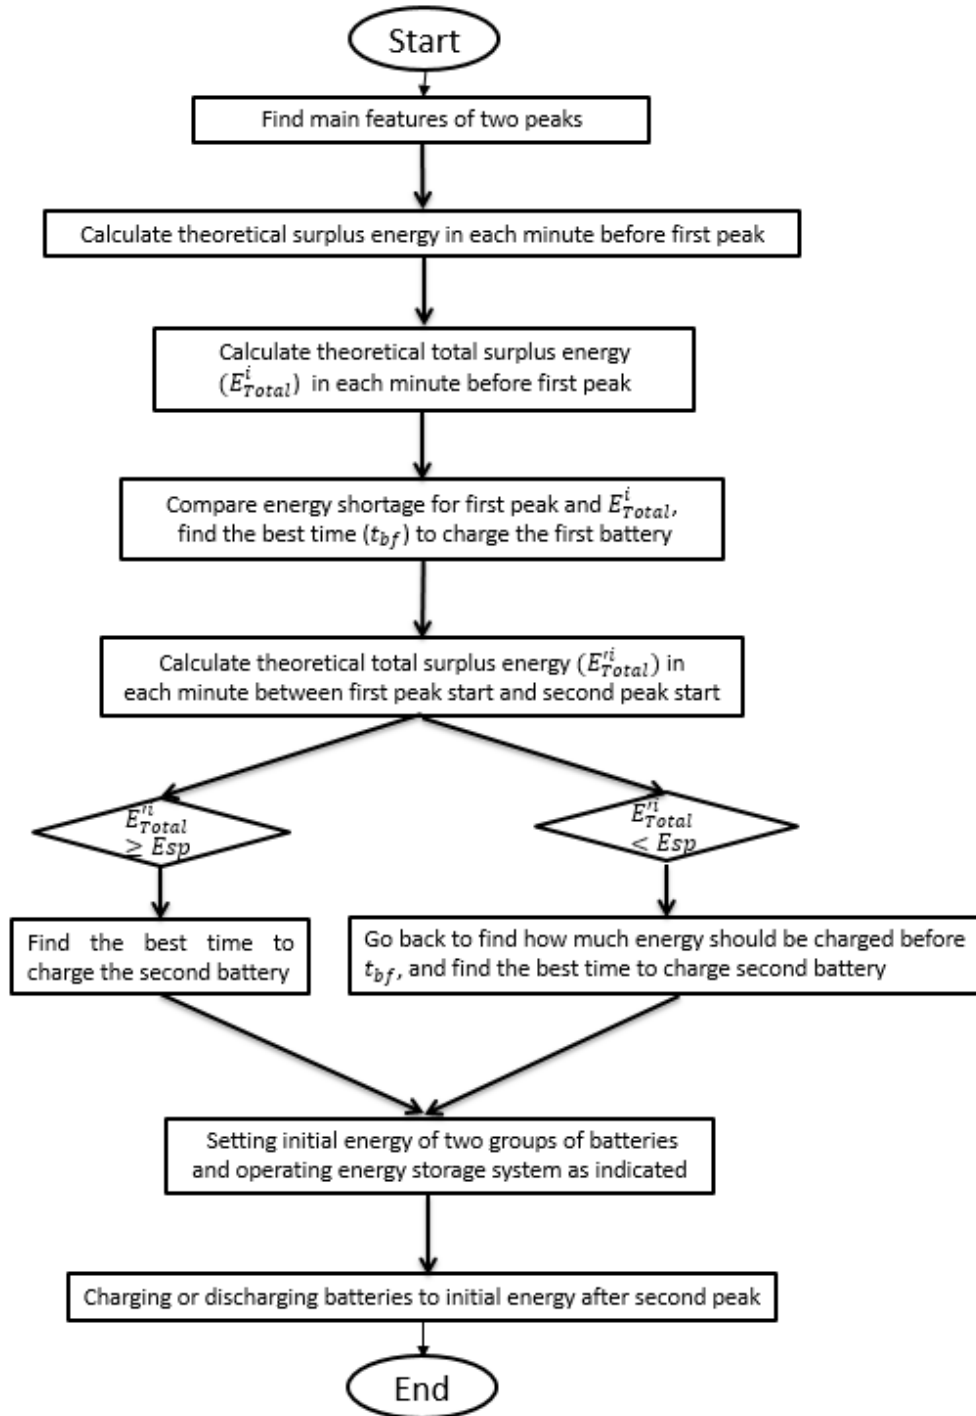 Start
Find main features of two peaks
Calculate theoretical surplus energy in each minute before first peak
Calculate theoretical total surplus energy
(E^i_Total) in each minute before first peak
Compare energy shortage for first peak and E^i_Total,
find the best time (t_bf) to charge the first battery
Calculate theoretical total surplus energy (E'^i_Total) in
each minute between first peak start and second peak start
E'^i_Total
≥ Esp
E'^i_Total
< Esp
Find the best time to
charge the second battery
Go back to find how much energy should be charged before
t_bf, and find the best time to charge second battery
Setting initial energy of two groups of batteries
and operating energy storage system as indicated
Charging or discharging batteries to initial energy after second peak
End